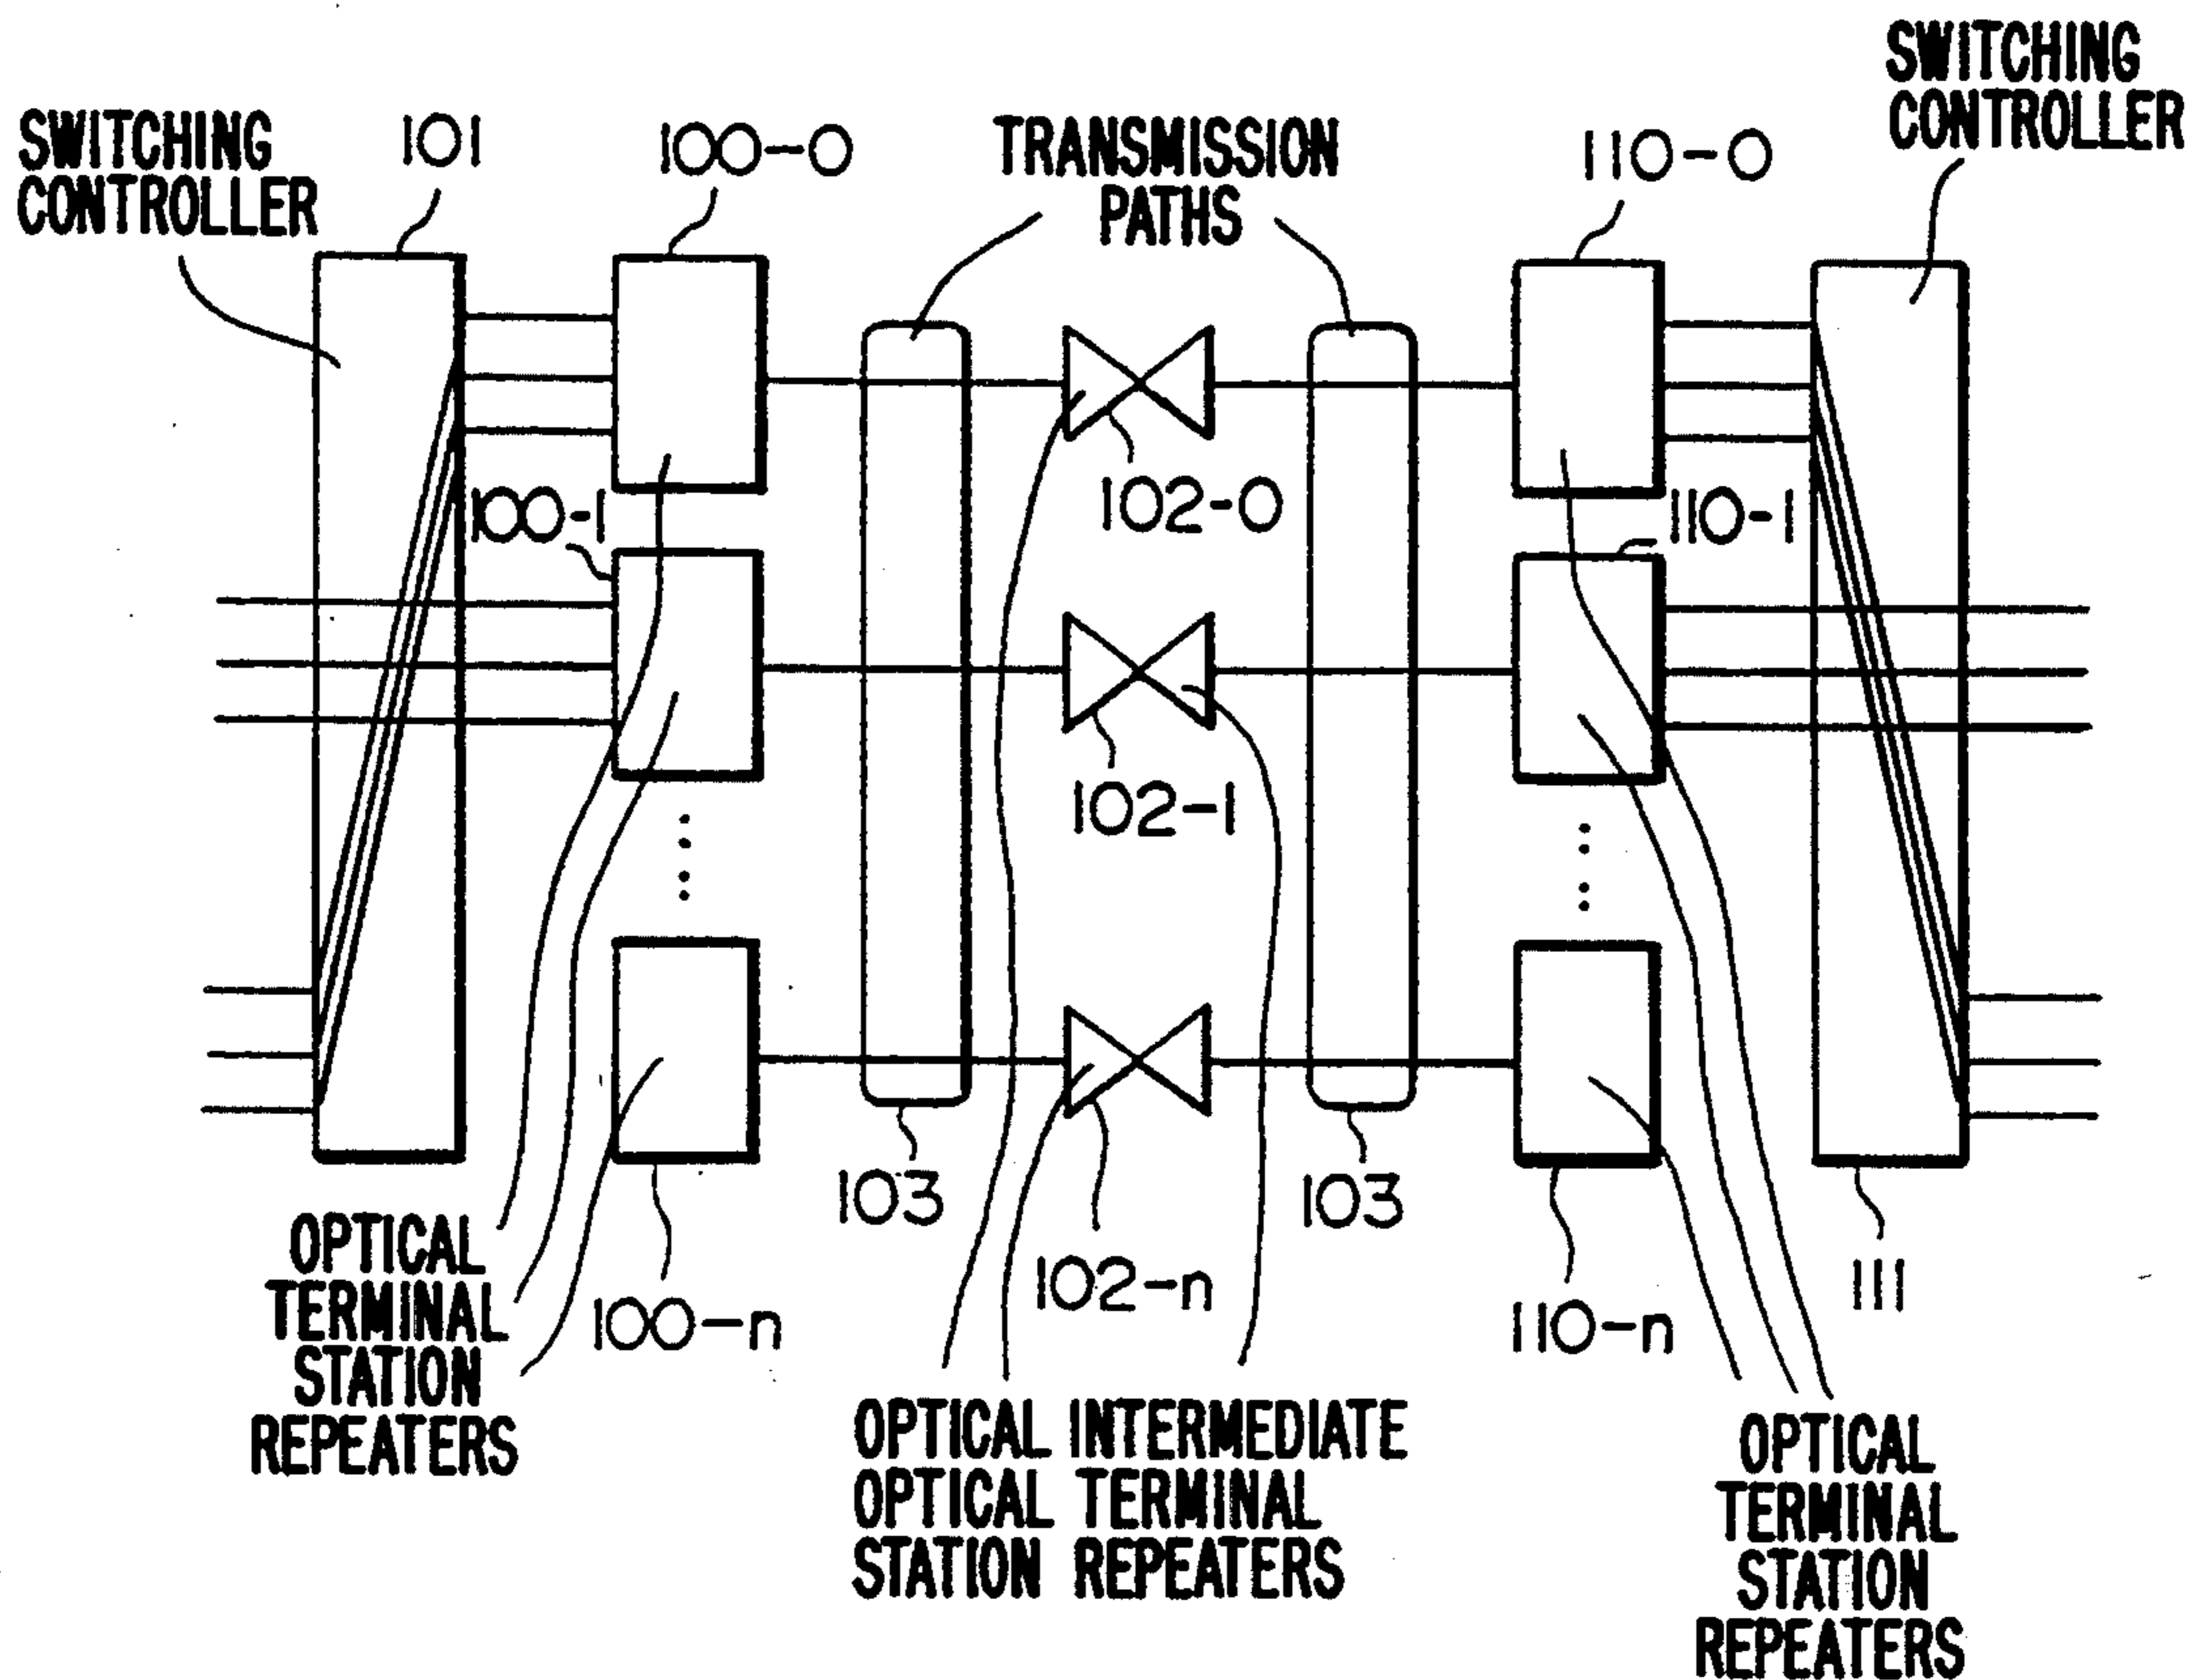 SWITCHING
CONTROLLER
101
100-0
TRANSMISSION
PATHS
110-0
SWITCHING
CONTROLLER
100-1
102-0
110-1
102-1
103
103
102-n
100-n
110-n
111
OPTICAL
TERMINAL
STATION
REPEATERS
OPTICAL INTERMEDIATE
OPTICAL TERMINAL
STATION REPEATERS
OPTICAL
TERMINAL
STATION
REPEATERS